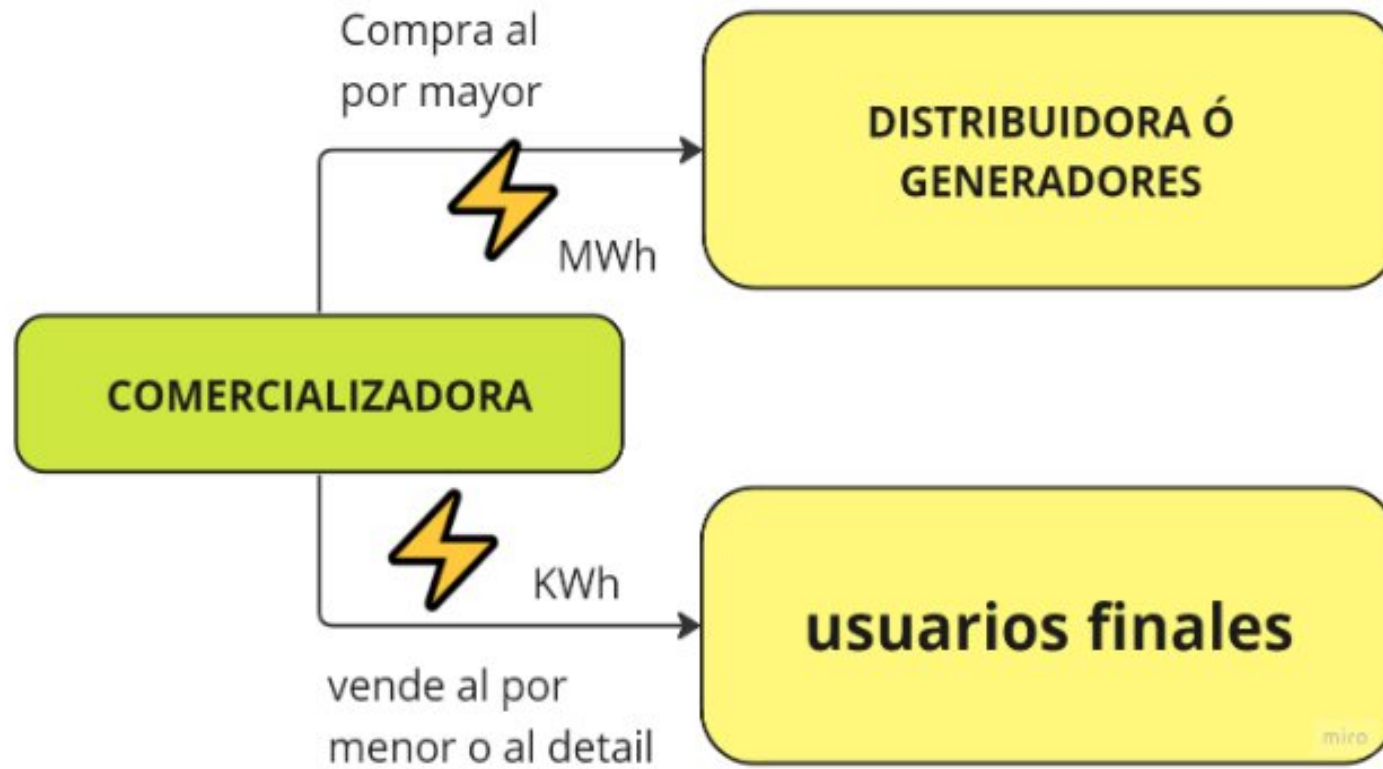 Compra al
por mayor
DISTRIBUIDORA Ó
GENERADORES
MWh
COMERCIALIZADORA
KWh
usuarios finales
vende al por
menor o al detail
miro